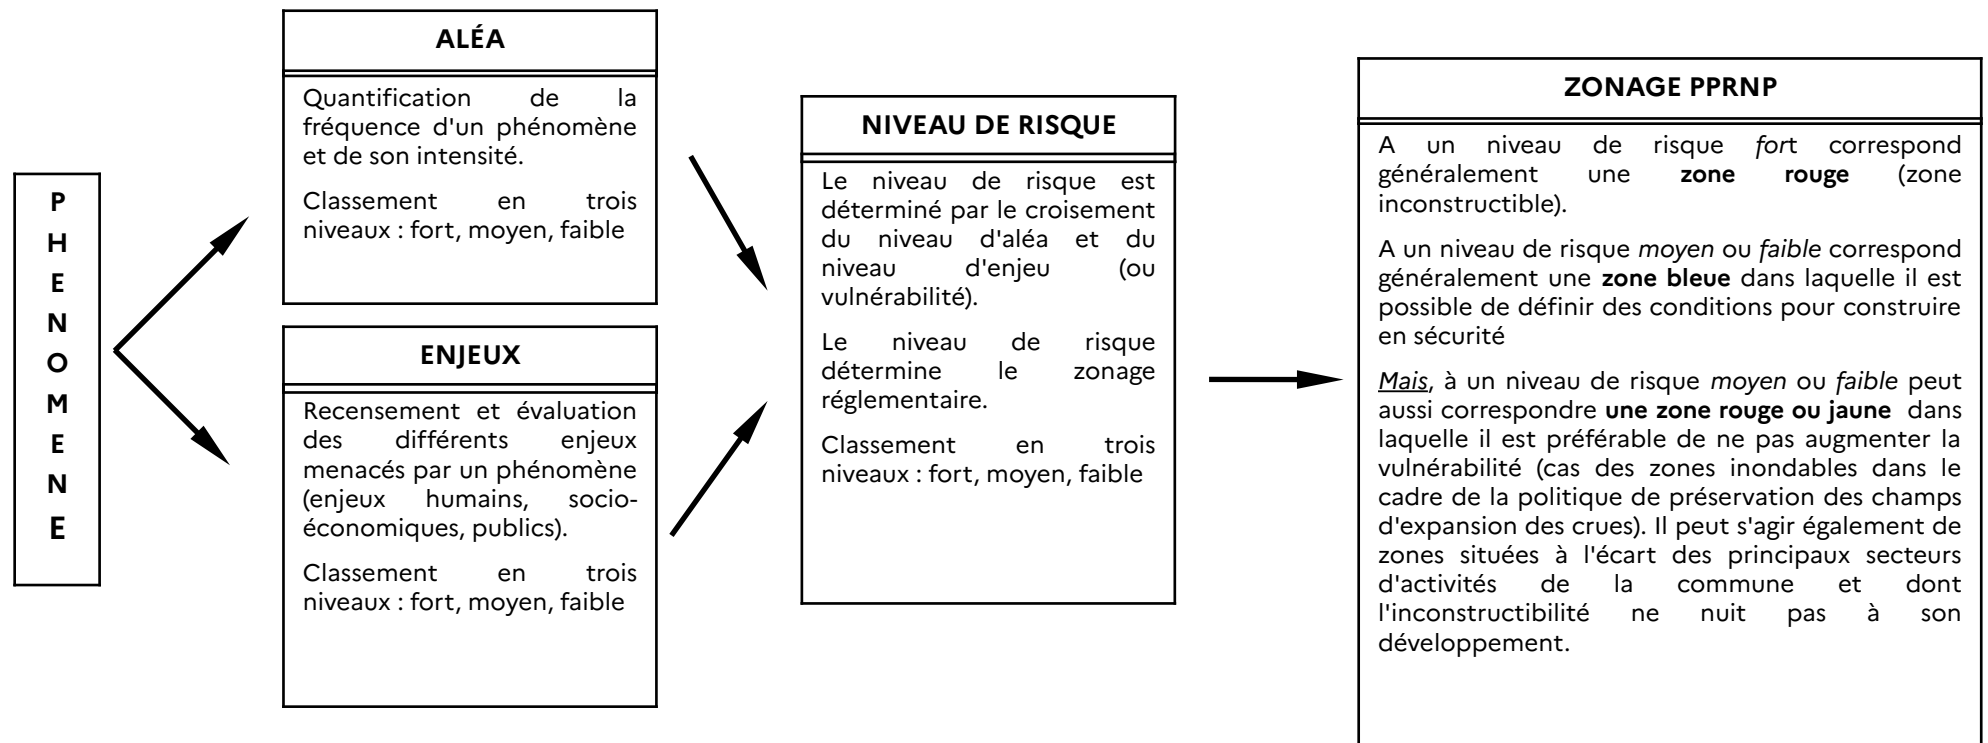 PHENOMENE
ALÉA
Quantification de la
fréquence d'un phénomène
et de son intensité.
Classement en trois
niveaux : fort, moyen, faible
ENJEUX
Recensement et évaluation
des différents enjeux
menacés par un phénomène
(enjeux humains, socio-
économiques, publics).
Classement en trois
niveaux : fort, moyen, faible
NIVEAU DE RISQUE
Le niveau de risque est
déterminé par le croisement
du niveau d'aléa et du
niveau d'enjeu (ou
vulnérabilité).
Le niveau de risque
détermine le zonage
réglementaire.
Classement en trois
niveaux : fort, moyen, faible
ZONAGE PPRNP
A un niveau de risque fort correspond
généralement une zone rouge (zone
inconstructible).
A un niveau de risque moyen ou faible correspond
généralement une zone bleue dans laquelle il est
possible de définir des conditions pour construire
en sécurité
Mais, à un niveau de risque moyen ou faible peut
aussi correspondre une zone rouge ou jaune dans
laquelle il est préférable de ne pas augmenter la
vulnérabilité (cas des zones inondables dans le
cadre de la politique de préservation des champs
d'expansion des crues). Il peut s'agir également de
zones situées à l'écart des principaux secteurs
d'activités de la commune et dont
l'inconstructibilité ne nuit pas à son
développement.